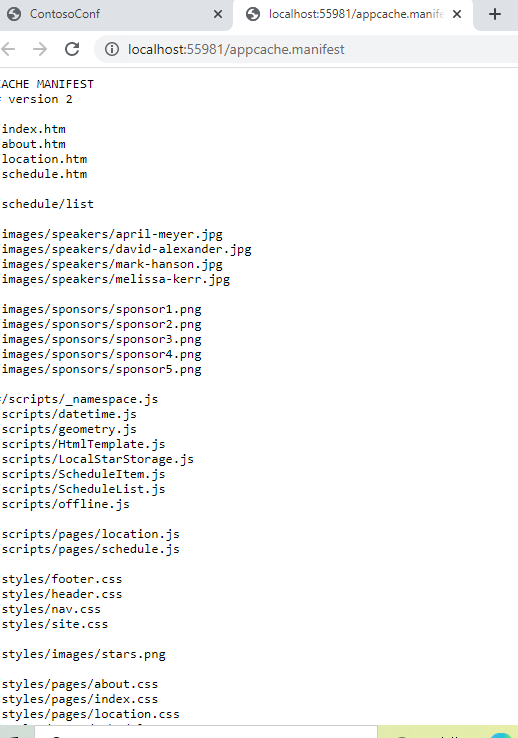 ContosoConf
localhost:55981/appcache.manife
localhost:55981/appcache.manifest
CACHE MANIFEST
# version 2
index.htm
about.htm
location.htm
schedule.htm
schedule/list
images/speakers/april-meyer.jpg
images/speakers/david-alexander.jpg
images/speakers/mark-hanson.jpg
images/speakers/melissa-kerr.jpg
images/sponsors/sponsor1.png
images/sponsors/sponsor2.png
images/sponsors/sponsor3.png
images/sponsors/sponsor4.png
images/sponsors/sponsor5.png
#/scripts/_namespace.js
scripts/datetime.js
scripts/geometry.js
scripts/HtmlTemplate.js
scripts/LocalStarStorage.js
scripts/ScheduleItem.js
scripts/ScheduleList.js
scripts/offline.js
scripts/pages/location.js
scripts/pages/schedule.js
styles/footer.css
styles/header.css
styles/nav.css
styles/site.css
styles/images/stars.png
styles/pages/about.css
styles/pages/index.css
styles/pages/location.css